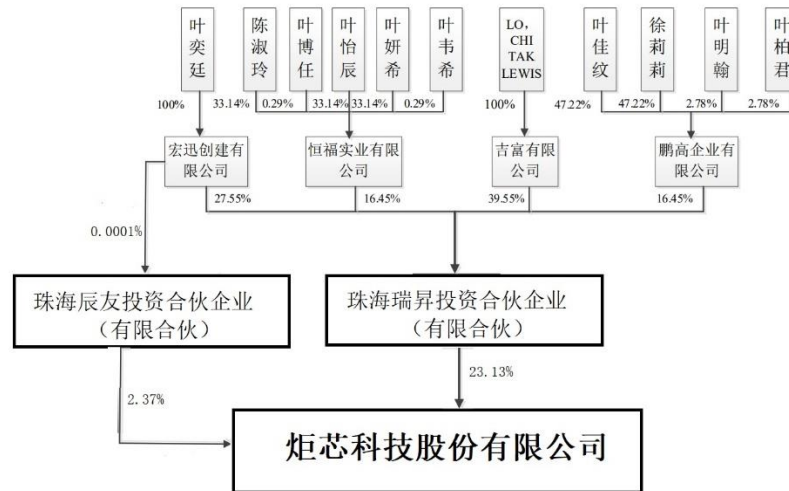 叶奕廷
陈淑玲
叶博任
叶怡辰
叶妍希
叶韦希
LO，
CHI
TAK
LEWIS
叶佳纹
徐莉莉
叶明翰
叶柏君
100%
33.14%
0.29%
33.14%
33.14%
0.29%
100%
47.22%
47.22%
2.78%
2.78%
宏迅创建有
限公司
恒福实业有限公
司
吉富有限公
司
鹏高企业有限公
司
27.55%
16.45%
39.55%
16.45%
0.0001%
珠海辰友投资合伙企业
（有限合伙）
珠海瑞昇投资合伙企业
（有限合伙）
2.37%
23.13%
炬芯科技股份有限公司